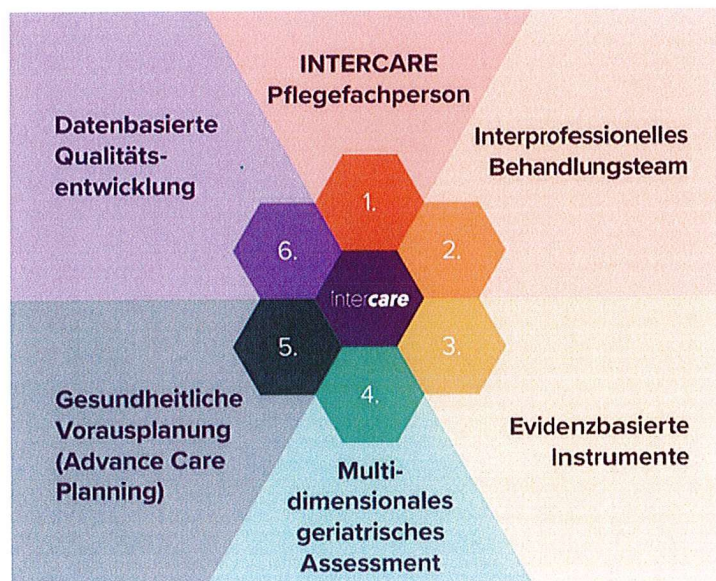 INTERCARE
Pflegefachperson
1.
Interprofessionelles
Behandlungsteam
2.
Evidenzbasierte
Instrumente
3.
Multi-
dimensionales
geriatrisches
Assessment
4.
Gesundheitliche
Vorausplanung
(Advance Care
Planning)
5.
Datenbasierte
Qualitäts-
entwicklung
6.
intercare